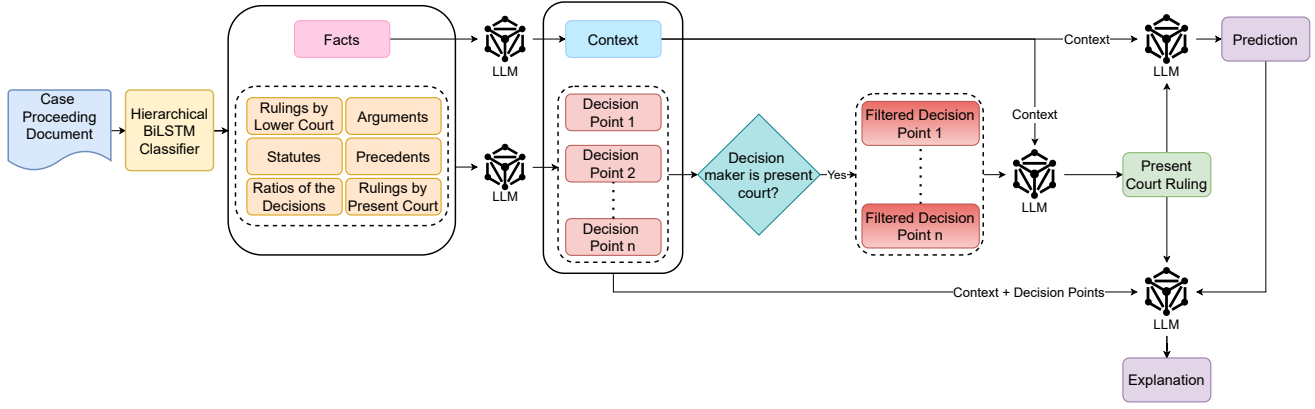 Case
Proceeding
Document
Hierarchical
BiLSTM
Classifier
Facts
Rulings by
Lower Court
Arguments
Statutes
Precedents
Ratios of the
Decisions
Rulings by
Present Court
LLM
LLM
Context
Decision
Point 1
Decision
Point 2
Decision
Point n
Decision
maker is present
court?
Yes
Filtered Decision
Point 1
Filtered Decision
Point n
Context
LLM
Context
LLM
Prediction
Present
Court Ruling
Context + Decision Points
LLM
Explanation